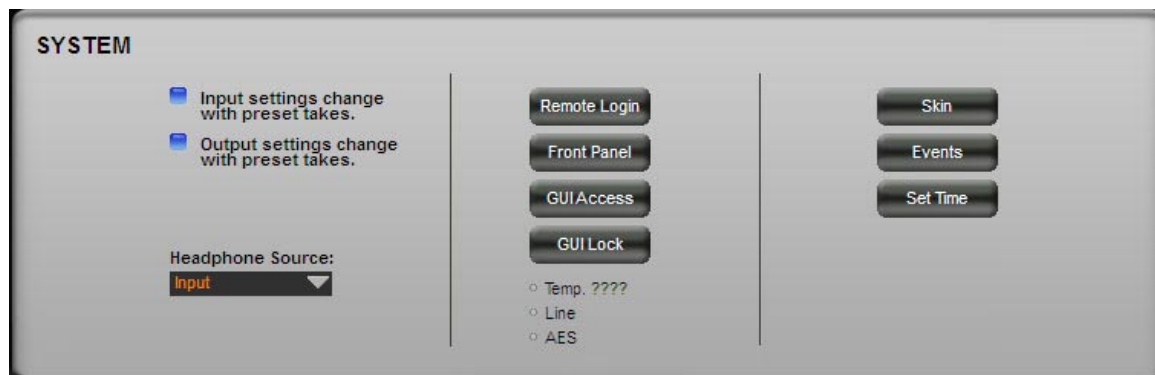 SYSTEM
Input settings change
with preset takes.
Output settings change
with preset takes.
Headphone Source:
Input
Remote Login
Front Panel
GUI Access
GUI Lock
Temp. ????
Line
AES
Skin
Events
Set Time